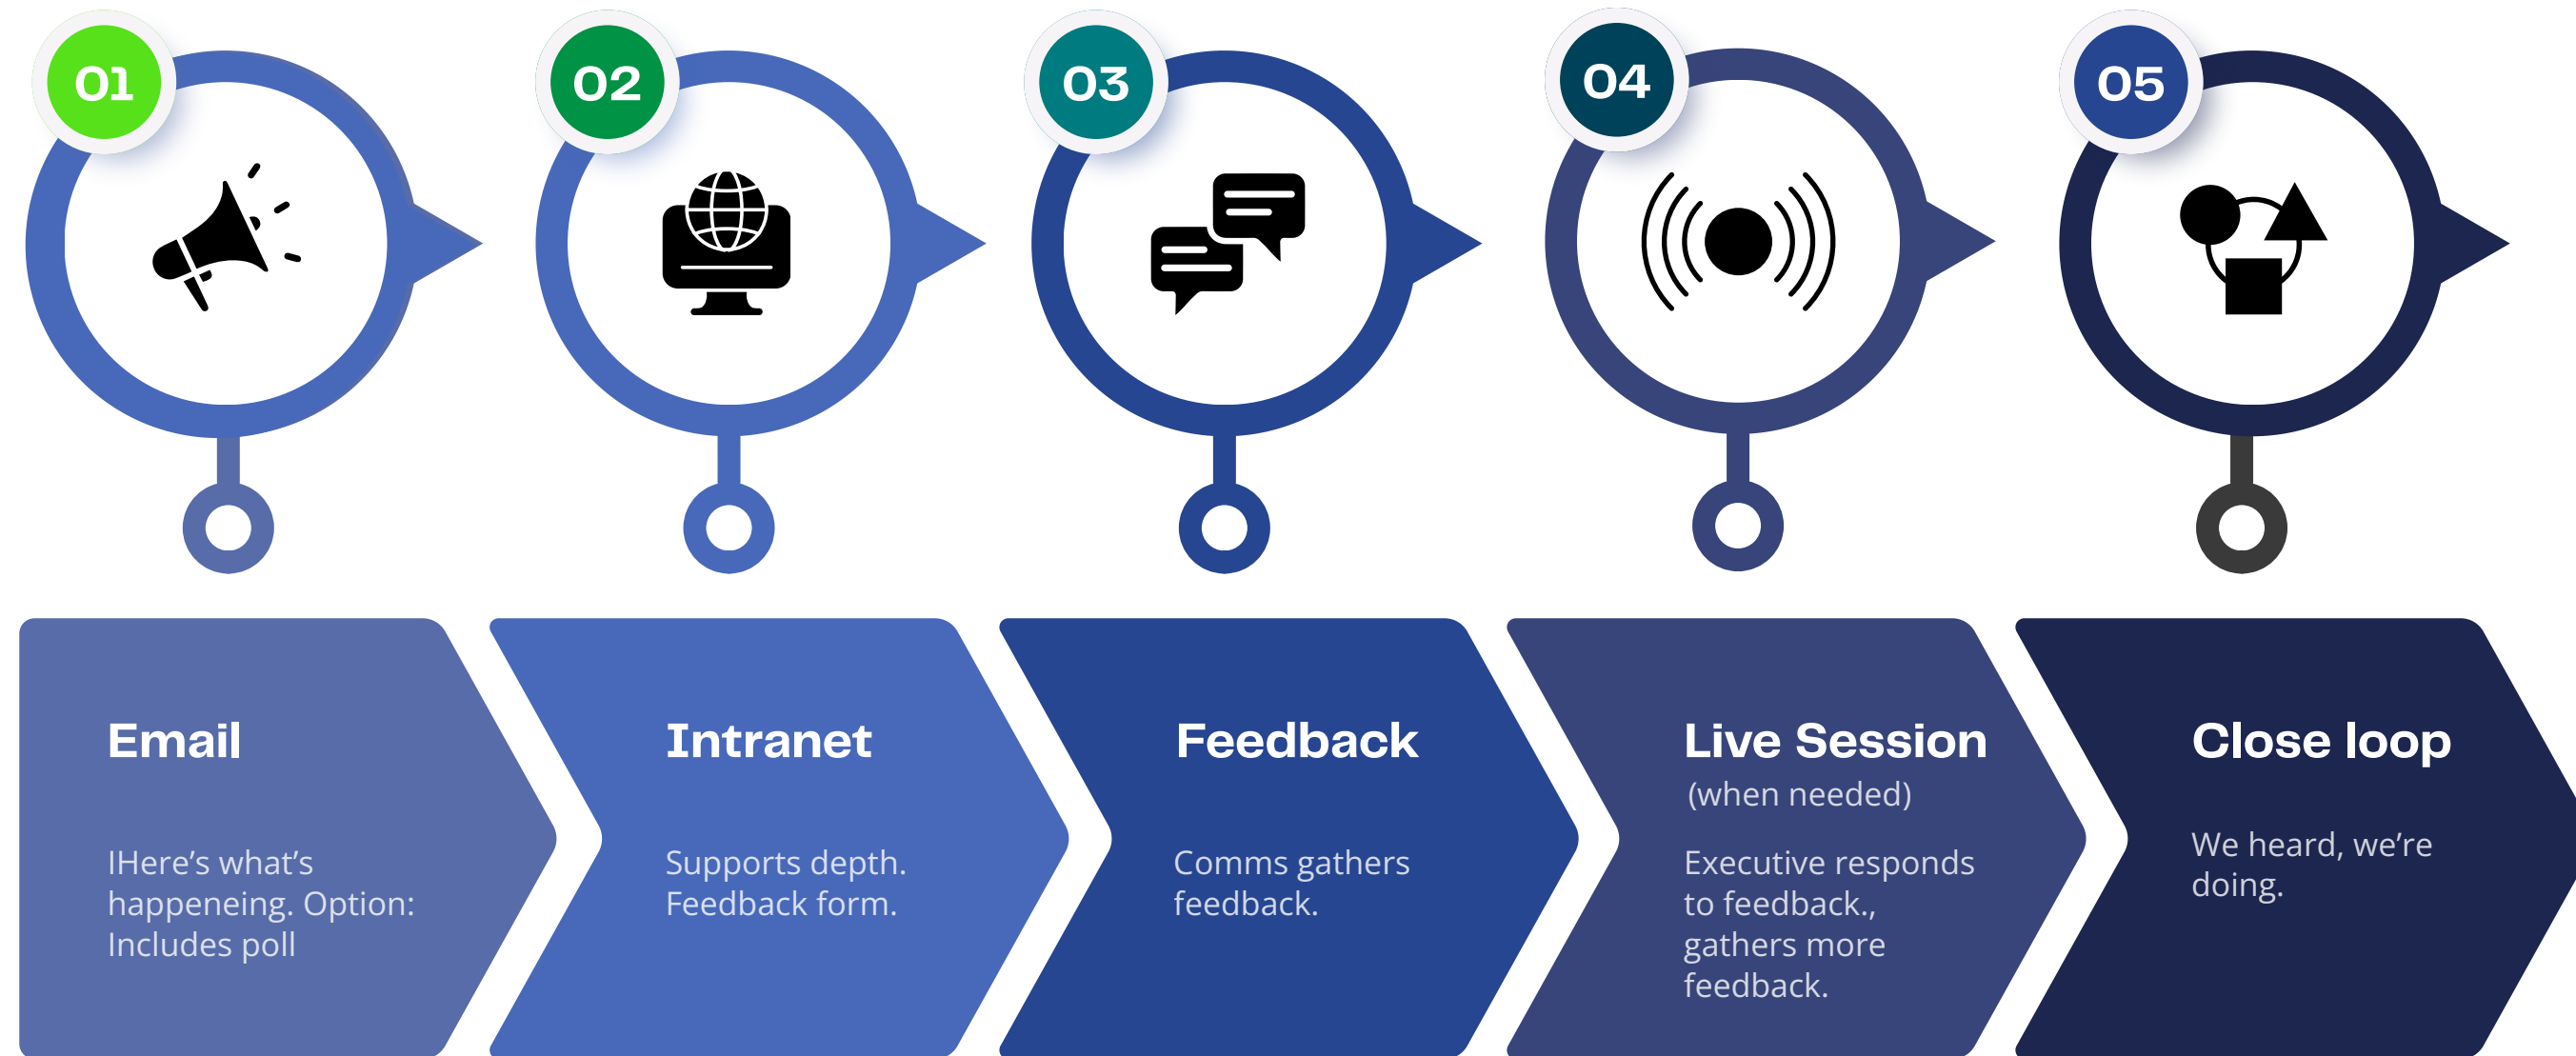 01
02
03
04
05
Email
IHere’s what’s
happeneing. Option:
Includes poll
Intranet
Supports depth.
Feedback form.
Feedback
Comms gathers
feedback.
Live Session
(when needed)
Executive responds
to feedback.,
gathers more
feedback.
Close loop
We heard, we’re
doing.